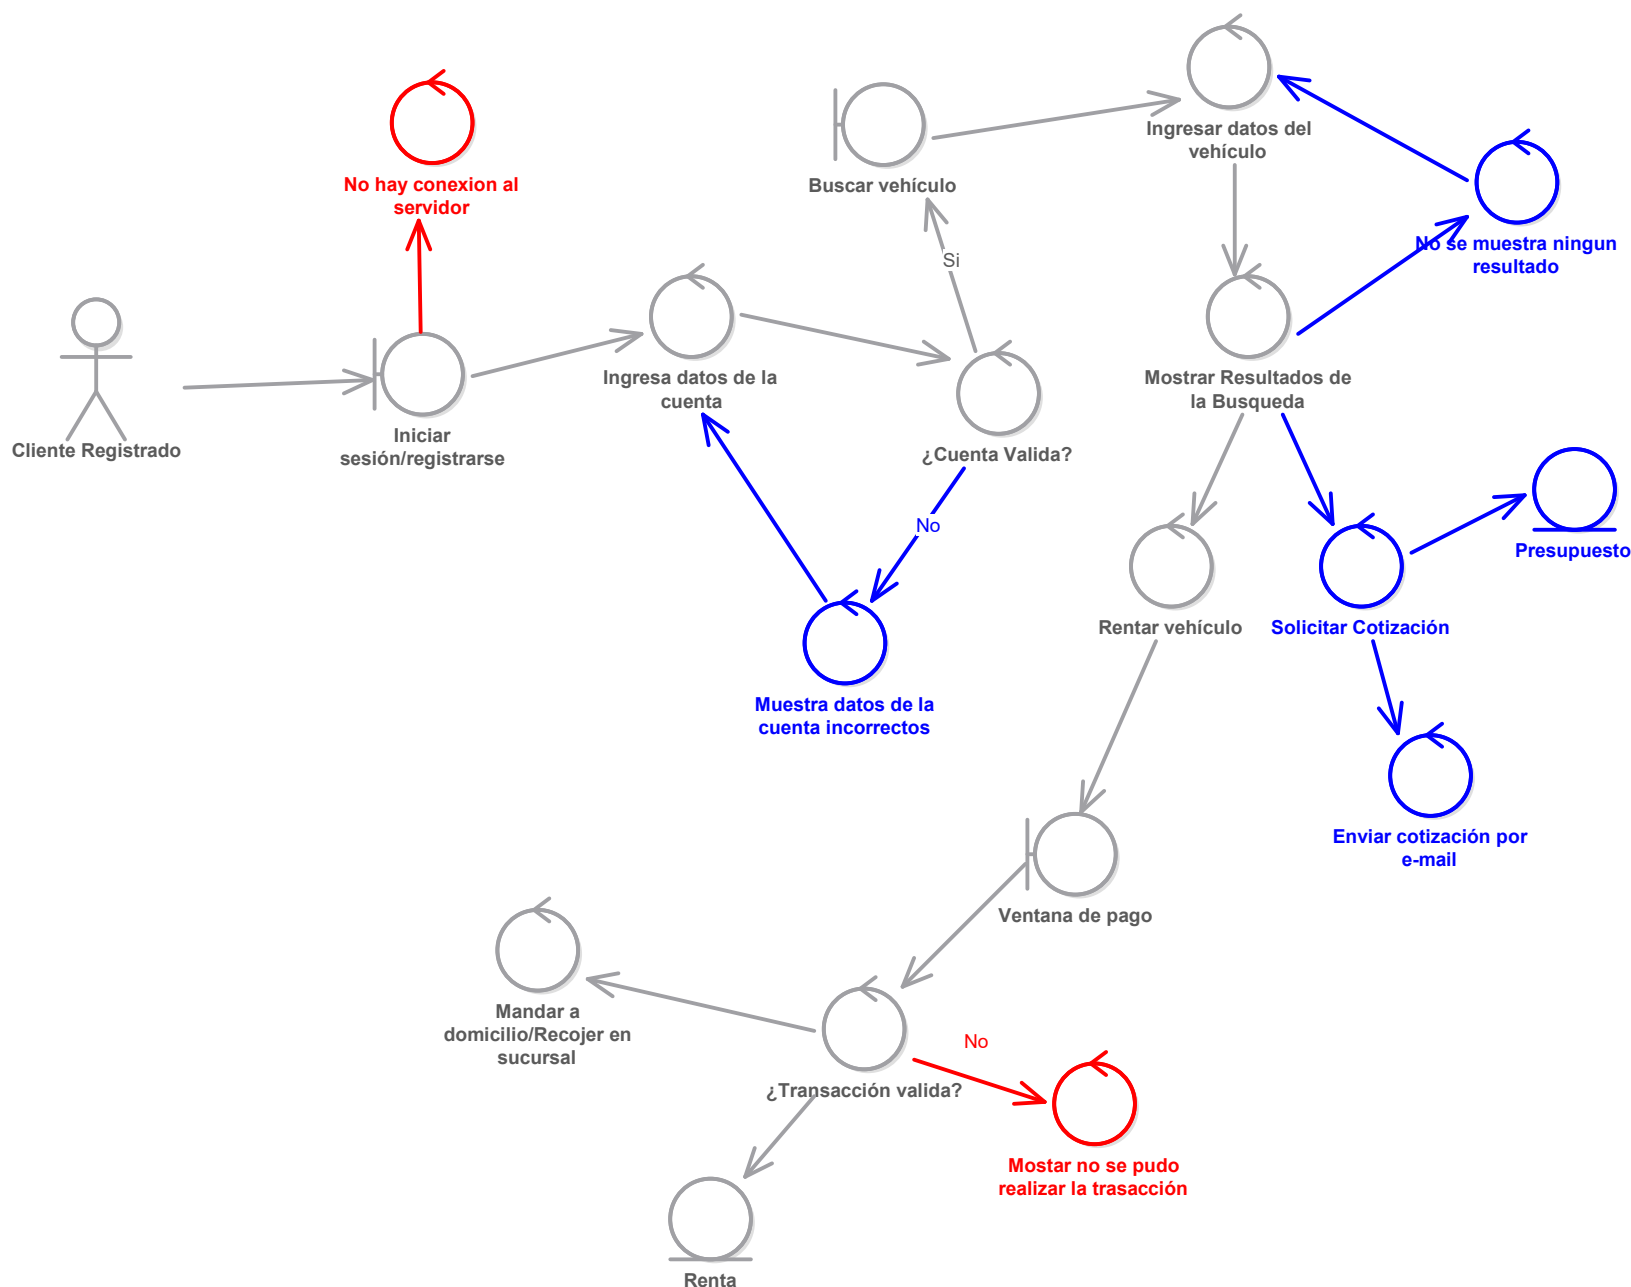 Ingresar datos del
vehículo
No hay conexion al
servidor
Buscar vehículo
No se muestra ningun
resultado
Si
Cliente Registrado
Iniciar
sesión/registrarse
Ingresa datos de la
cuenta
¿Cuenta Valida?
Mostrar Resultados de
la Busqueda
No
Presupuesto
Rentar vehículo
Solicitar Cotización
Muestra datos de la
cuenta incorrectos
Enviar cotización por
e-mail
Ventana de pago
Mandar a
domicilio/Recojer en
sucursal
No
¿Transacción valida?
Mostar no se pudo
realizar la trasacción
Renta